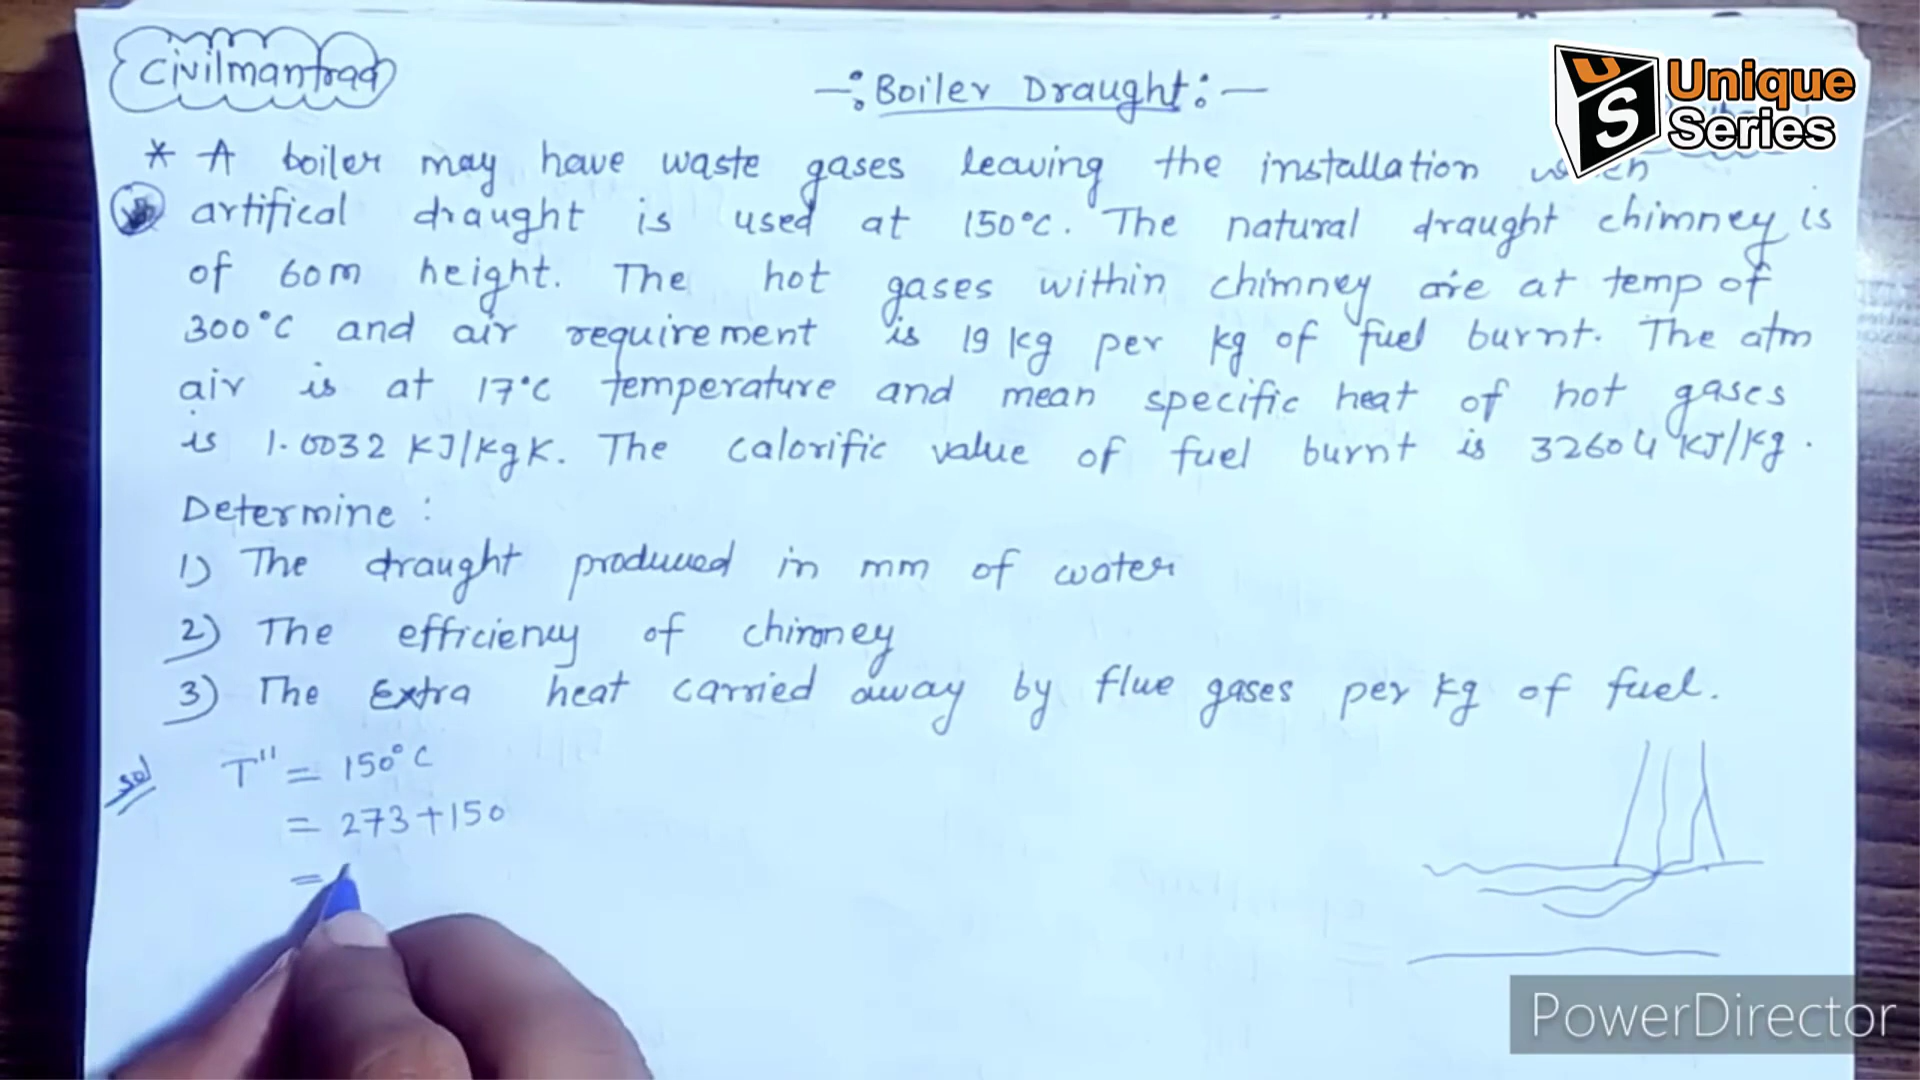 Civilmantraa
-: Boiler Draught :-
Unique
Series
US
* A boiler may have waste gases leaving the installation when
artifical draught is used at 150°C. The natural draught chimney is
of 60m height. The hot gases within chimney are at temp of
300°C and air requirement is 19 kg per kg of fuel burnt. The atm
air is at 17°C temperature and mean specific heat of hot gases
is 1.0032 KJ/KgK. The calorific value of fuel burnt is 32604 KJ/Kg.
Determine :
1) The draught produced in mm of water
2) The efficiency of chimney
3) The Extra heat carried away by flue gases per kg of fuel.
Sol T" = 150°C
= 273+150
=
PowerDirector